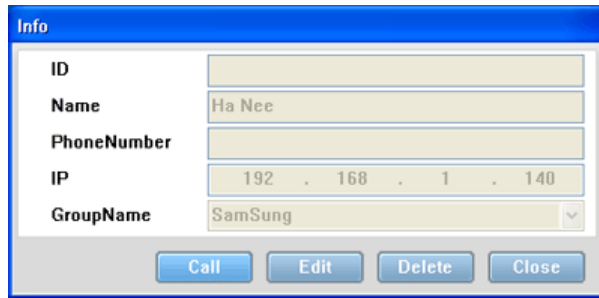 Info
ID
Name Ha Nee
PhoneNumber
IP 192 . 168 . 1 . 140
GroupName SamSung
Call Edit Delete Close